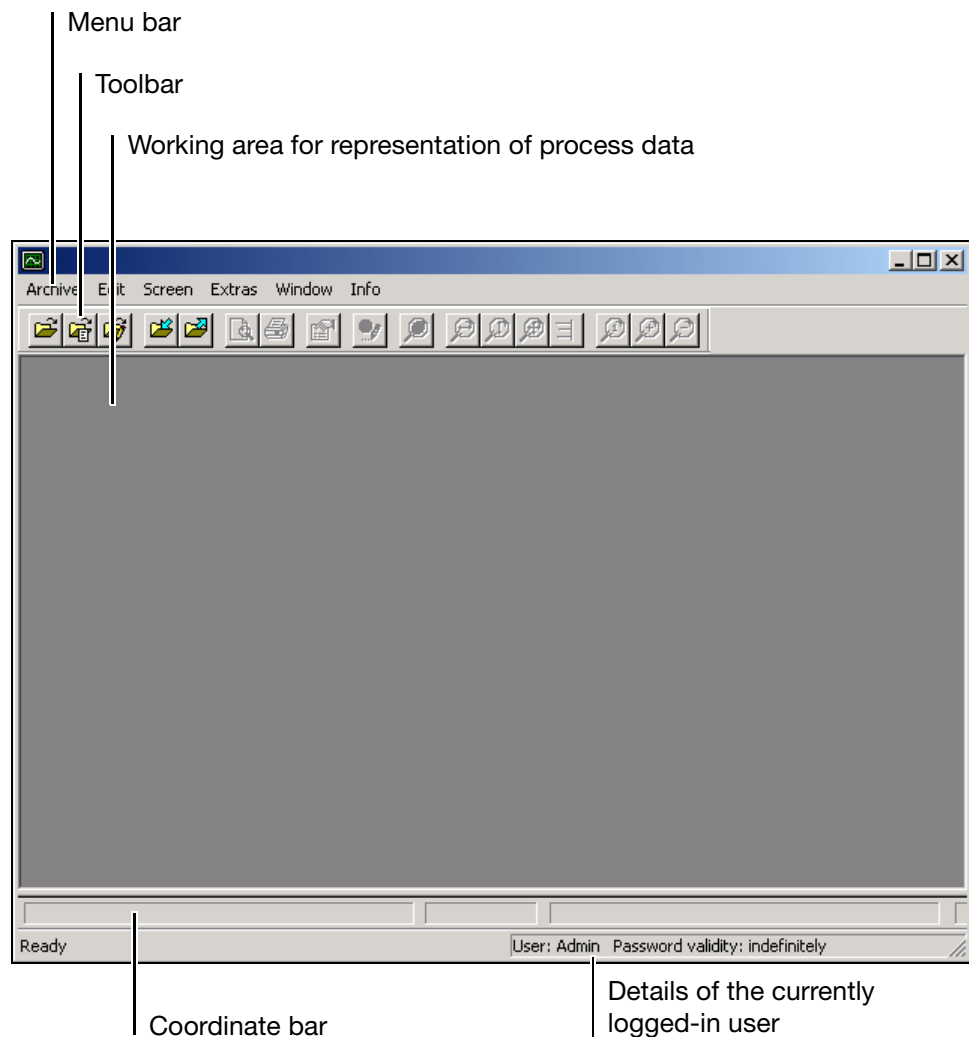 Menu bar
Toolbar
Working area for representation of process data
Archive Edit Screen Extras Window Info
Ready
User: Admin Password validity: indefinitely
Details of the currently
logged-in user
Coordinate bar